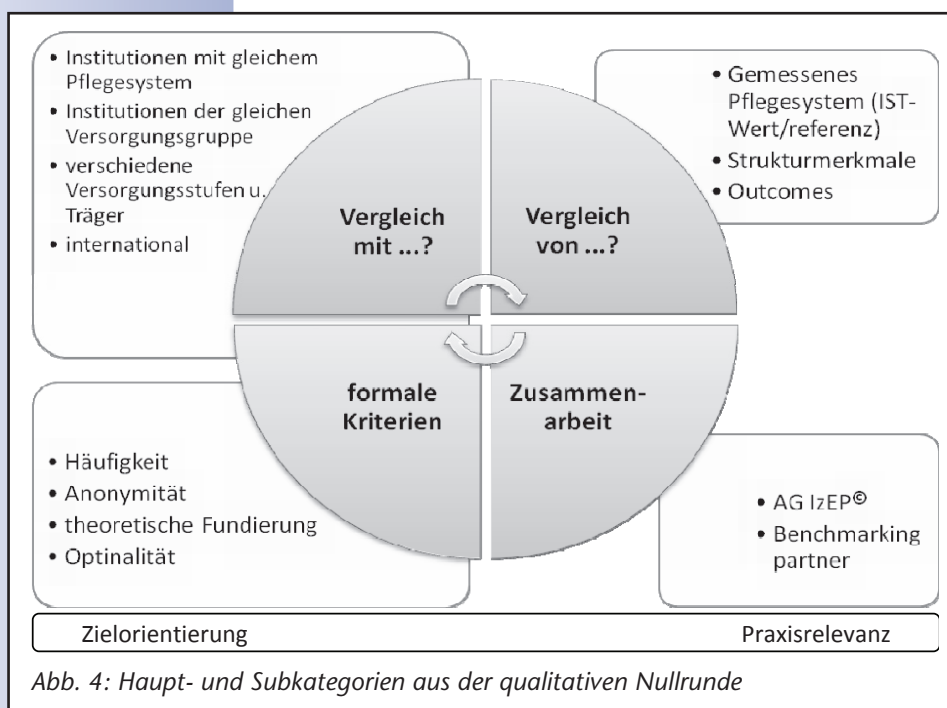 • Institutionen mit gleichem
Pflegesystem
• Institutionen der gleichen
Versorgungsgruppe
• verschiedene
Versorgungsstufen u.
Träger
• international
Vergleich
mit ...?
Vergleich
von ...?
• Gemessenes
Pflegesystem (IST-
Wert/referenz)
• Strukturmerkmale
• Outcomes
• Häufigkeit
• Anonymität
• theoretische Fundierung
• Optinalität
formale
Kriterien
Zusammen-
arbeit
• AG IzEP©
• Benchmarking
partner
Zielorientierung Praxisrelevanz
Abb. 4: Haupt- und Subkategorien aus der qualitativen Nullrunde